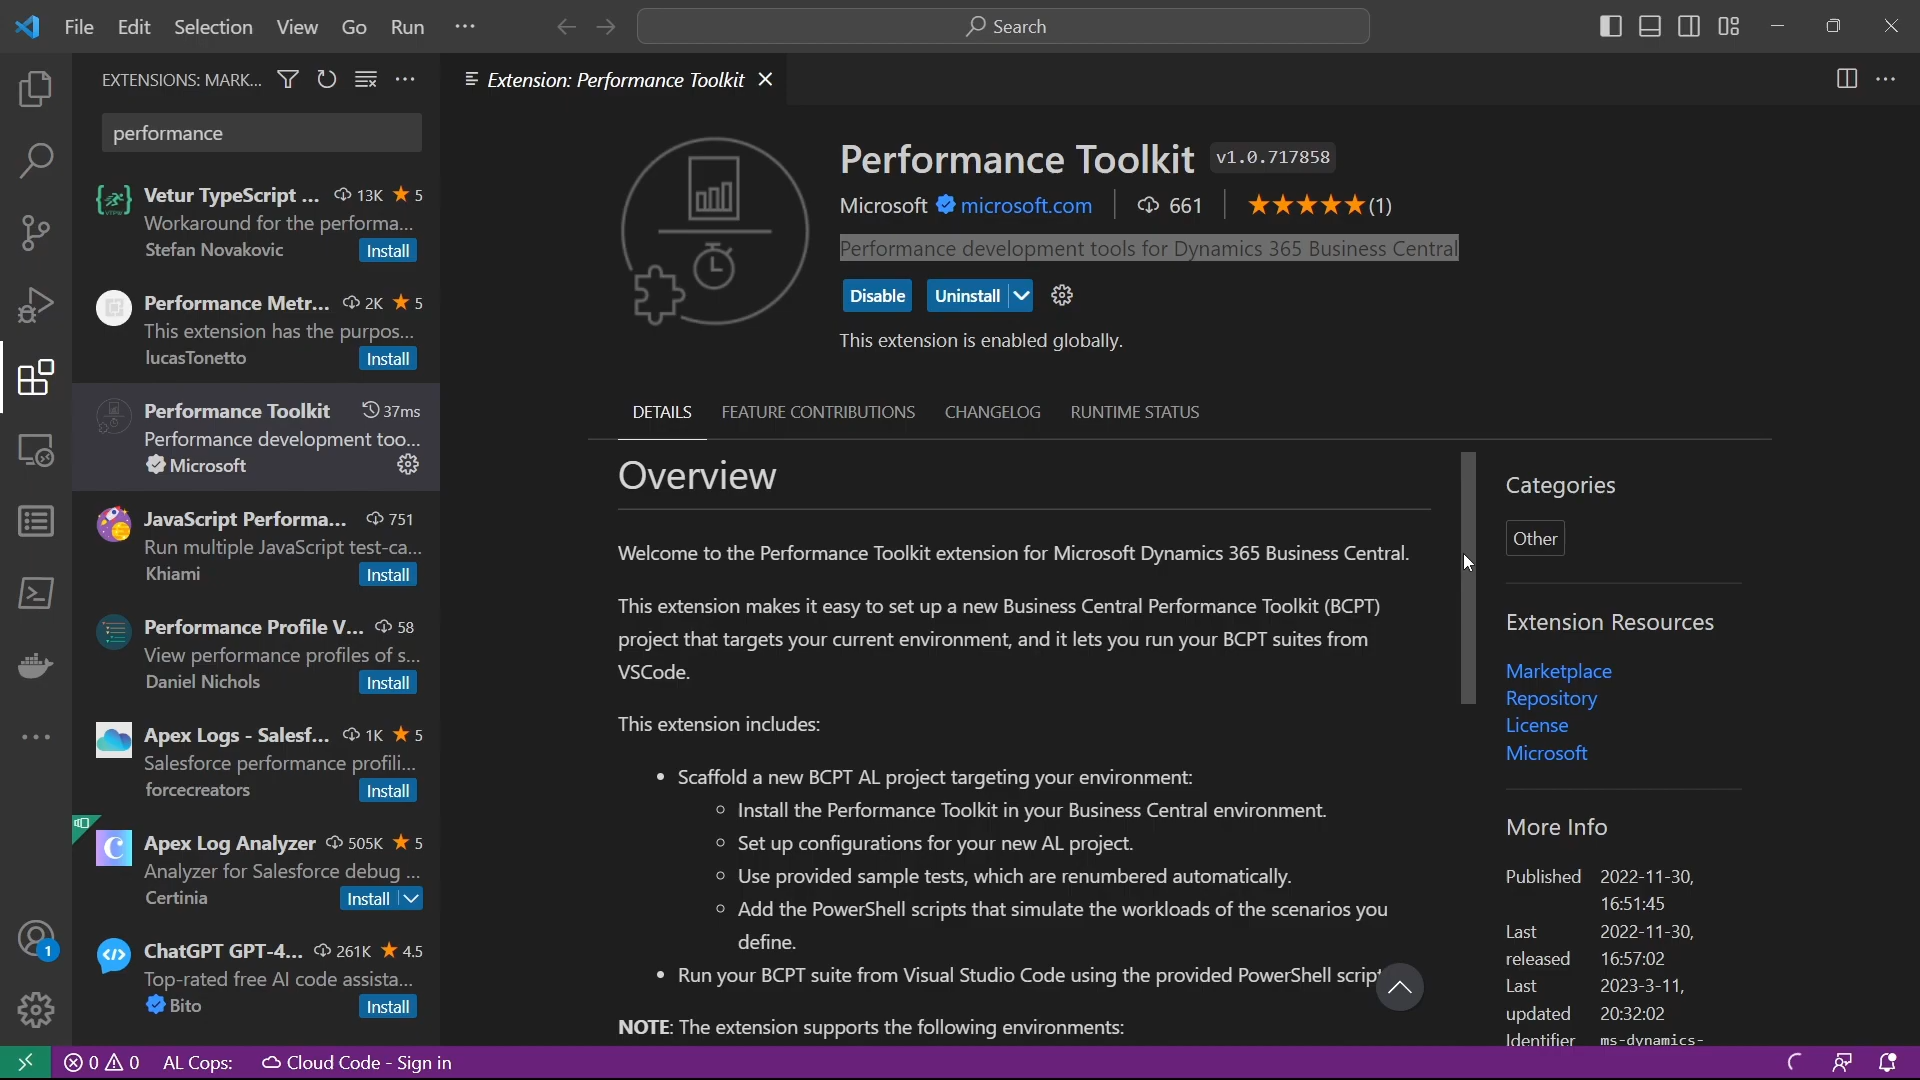 File Edit Selection View Go Run ···
Search
EXTENSIONS: MARK...
performance
Vetur TypeScript ... 13K 5
Workaround for the performa...
Stefan Novakovic Install
Performance Metr... 2K 5
This extension has the purpos...
lucasTonetto Install
Performance Toolkit 37ms
Performance development too...
Microsoft
JavaScript Performa... 751
Run multiple JavaScript test-ca...
Khiami Install
Performance Profile V... 58
View performance profiles of s...
Daniel Nichols Install
Apex Logs - Salesf... 1K 5
Salesforce performance profili...
forcecreators Install
Apex Log Analyzer 505K 5
Analyzer for Salesforce debug ...
Certinia Install
ChatGPT GPT-4... 261K 4.5
Top-rated free AI code assista...
Bito Install
1
Extension: Performance Toolkit
Performance Toolkit v1.0.717858
Microsoft microsoft.com 661 (1)
Performance development tools for Dynamics 365 Business Central
Disable Uninstall
This extension is enabled globally.
DETAILS FEATURE CONTRIBUTIONS CHANGELOG RUNTIME STATUS
Overview
Welcome to the Performance Toolkit extension for Microsoft Dynamics 365 Business Central.
This extension makes it easy to set up a new Business Central Performance Toolkit (BCPT)
project that targets your current environment, and it lets you run your BCPT suites from
VSCode.
This extension includes:
• Scaffold a new BCPT AL project targeting your environment:
◦ Install the Performance Toolkit in your Business Central environment.
◦ Set up configurations for your new AL project.
◦ Use provided sample tests, which are renumbered automatically.
◦ Add the PowerShell scripts that simulate the workloads of the scenarios you
define.
• Run your BCPT suite from Visual Studio Code using the provided PowerShell script
NOTE: The extension supports the following environments:
Categories
Other
Extension Resources
Marketplace
Repository
License
Microsoft
More Info
Published 2022-11-30,
16:51:45
Last 2022-11-30,
released 16:57:02
Last 2023-3-11,
updated 20:32:02
Identifier ms-dynamics-
0 0 AL Cops: Cloud Code - Sign in